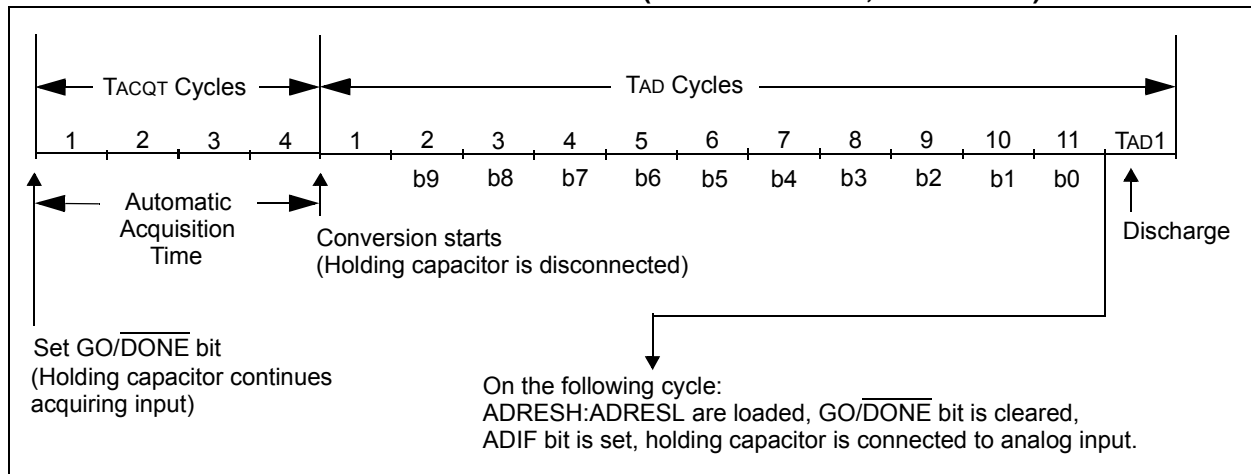 TACQT Cycles TAD Cycles
1 2 3 4 1 2 3 4 5 6 7 8 9 10 11 TAD1
b9 b8 b7 b6 b5 b4 b3 b2 b1 b0
Automatic
Acquisition
Time
Conversion starts
(Holding capacitor is disconnected)
Discharge
Set GO/DONE bit
(Holding capacitor continues
acquiring input)
On the following cycle:
ADRESH:ADRESL are loaded, GO/DONE bit is cleared,
ADIF bit is set, holding capacitor is connected to analog input.